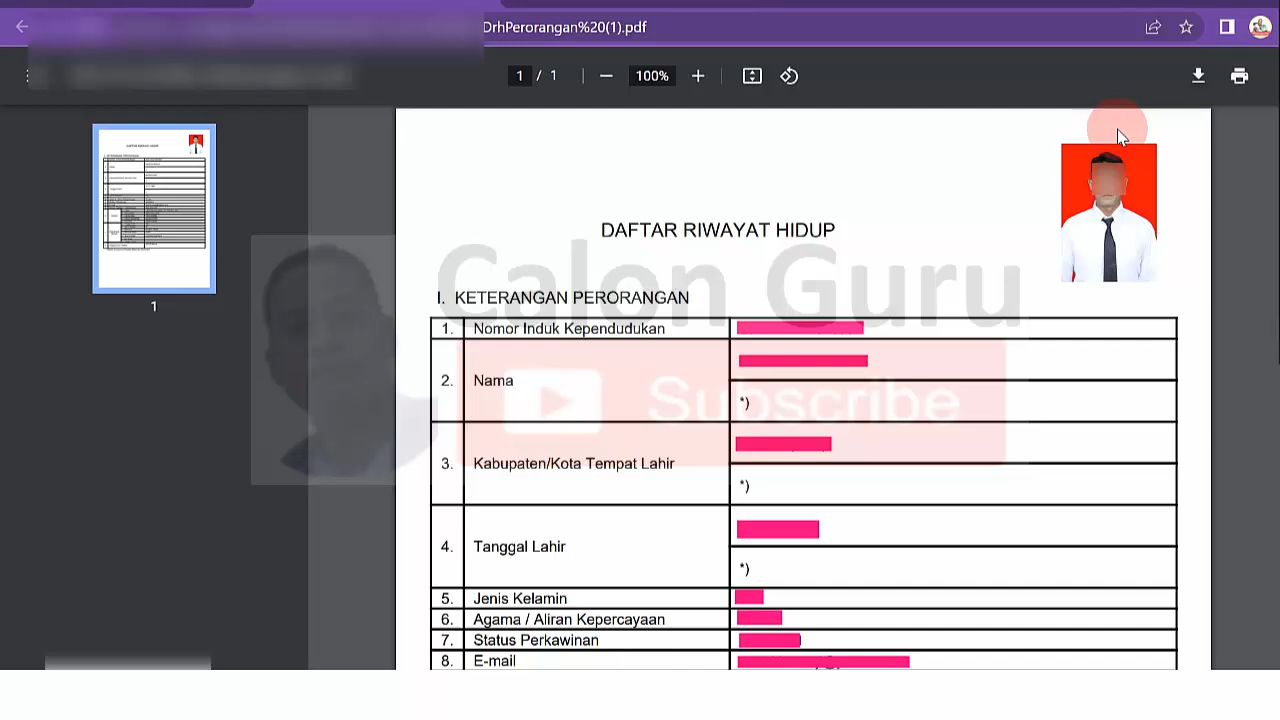 DrhPerorangan%20(1).pdf
1 / 1
100%
1
DAFTAR RIWAYAT HIDUP
Calon Guru
Subscribe
I. KETERANGAN PERORANGAN
1. Nomor Induk Kependudukan
2. Nama
*)
3. Kabupaten/Kota Tempat Lahir
*)
4. Tanggal Lahir
*)
5. Jenis Kelamin
6. Agama / Aliran Kepercayaan
7. Status Perkawinan
8. E-mail